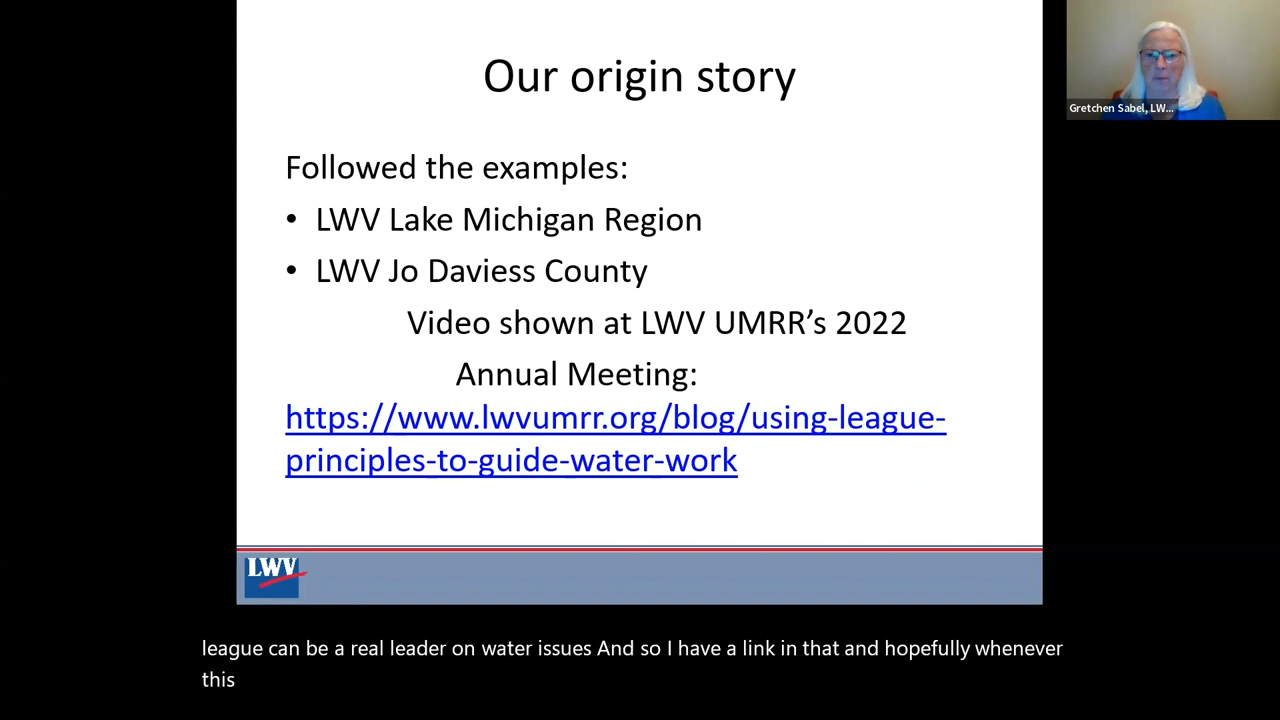 Our origin story
Gretchen Sabel, LW...
Followed the examples:
• LWV Lake Michigan Region
• LWV Jo Daviess County
Video shown at LWV UMRR’s 2022
Annual Meeting:
https://www.lwvumrr.org/blog/using-league-
principles-to-guide-water-work
LWV
league can be a real leader on water issues And so I have a link in that and hopefully whenever
this